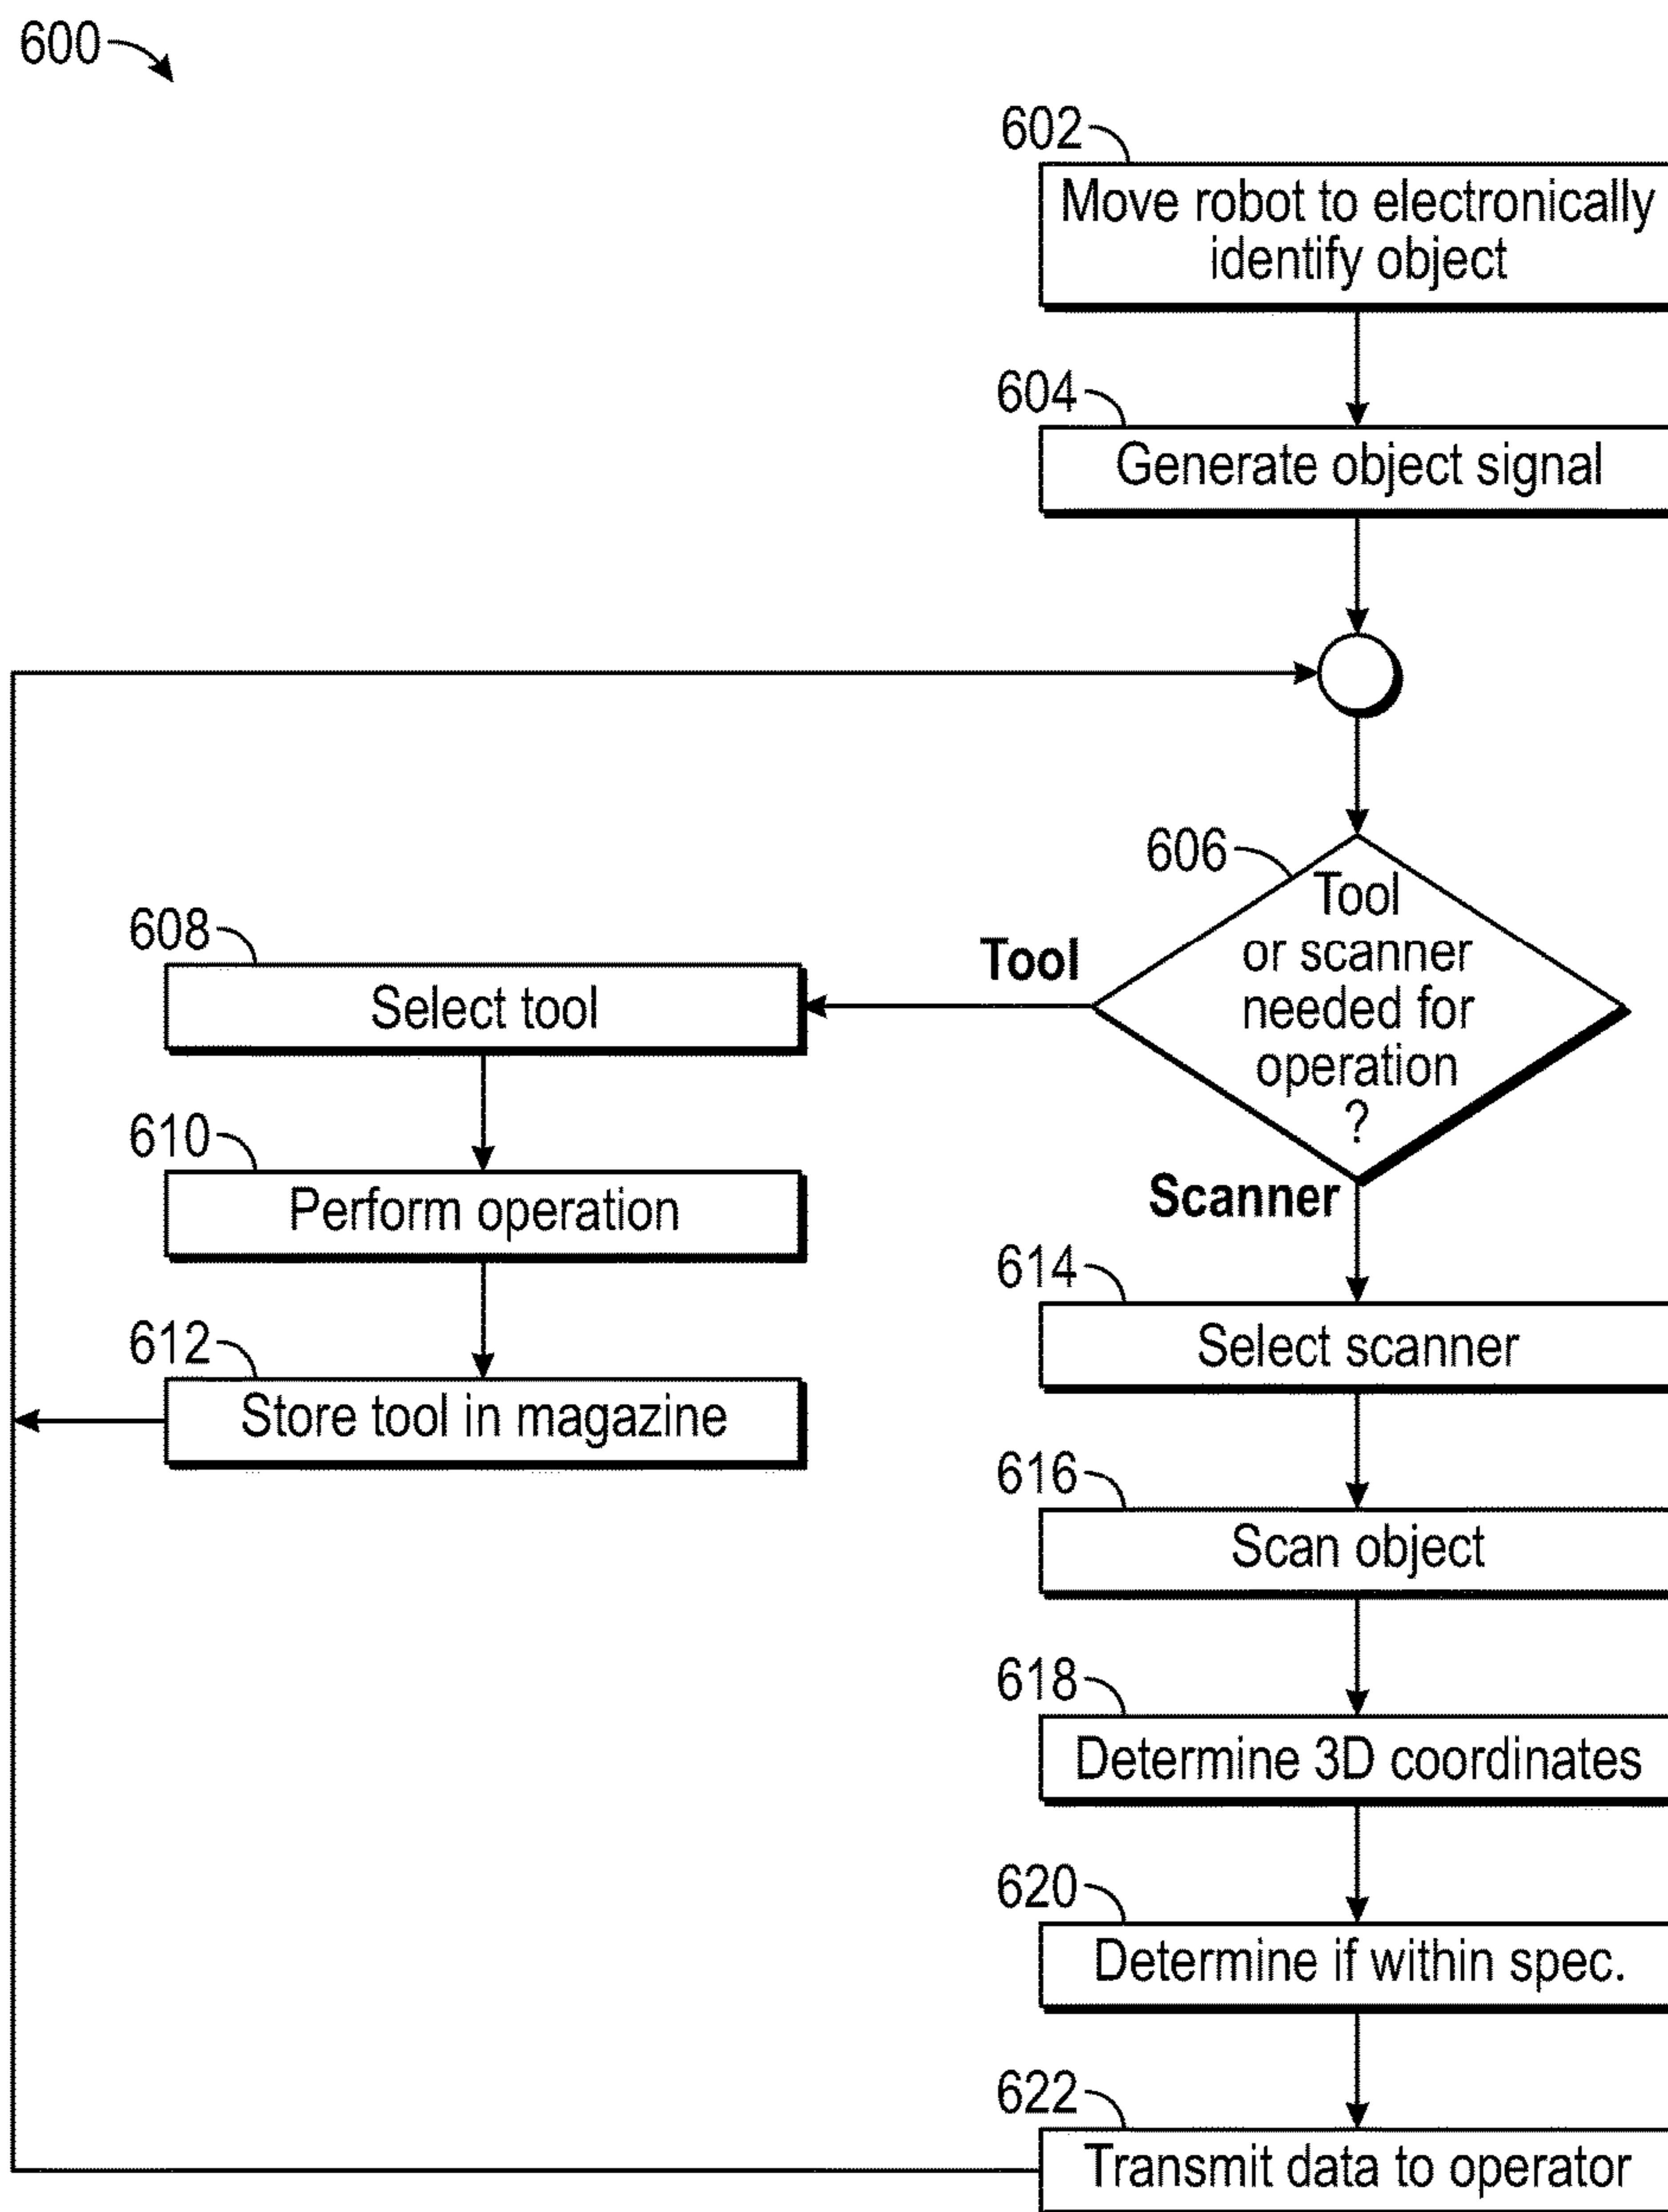 600
602
Move robot to electronically
identify object
604
Generate object signal
606
Tool
or scanner
needed for
operation
?
Tool
608
Select tool
610
Perform operation
612
Store tool in magazine
Scanner
614
Select scanner
616
Scan object
618
Determine 3D coordinates
620
Determine if within spec.
622
Transmit data to operator